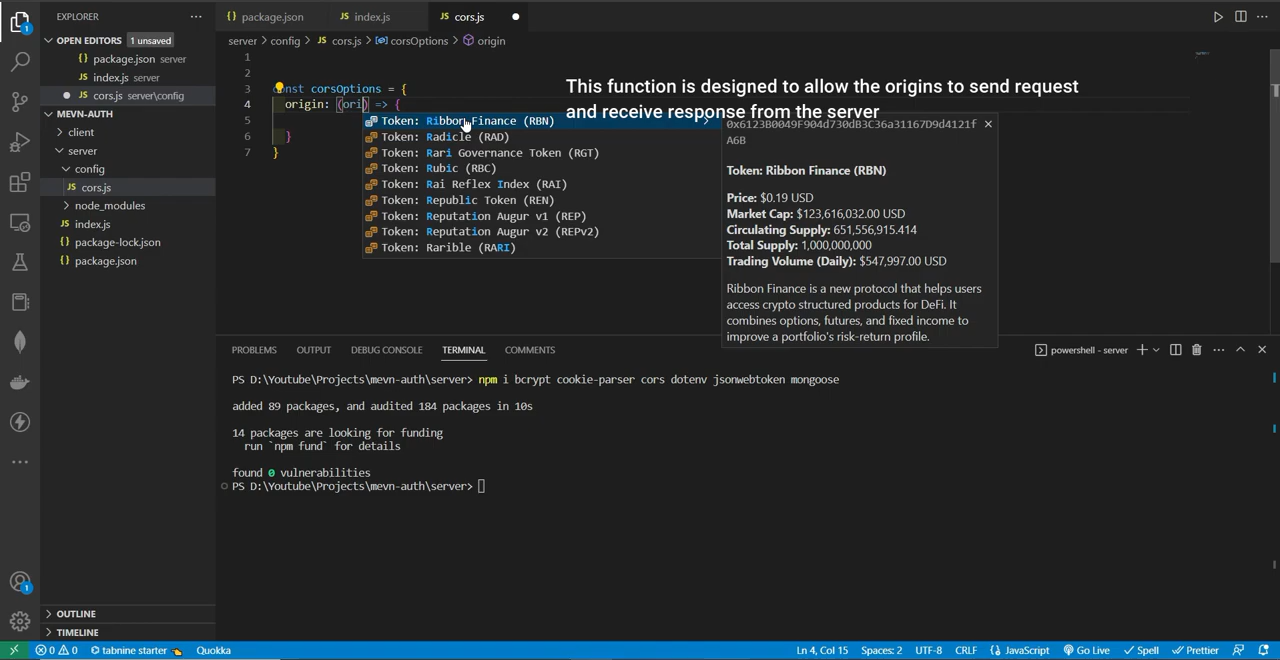 EXPLORER ···
OPEN EDITORS 1 unsaved
{} package.json server
JS index.js server
● JS cors.js server\config
MEVN-AUTH
client
server
config
JS cors.js
node_modules
JS index.js
{} package-lock.json
{} package.json
OUTLINE
TIMELINE
{} package.json
JS index.js
JS cors.js ●
server > config > JS cors.js > corsOptions > origin
1
2
3 const corsOptions = {
4 origin: (ori) => {
5
6 }
7 }
This function is designed to allow the origins to send request
and receive response from the server
Token: Ribbon Finance (RBN)
Token: Radicle (RAD)
Token: Rari Governance Token (RGT)
Token: Rubic (RBC)
Token: Rai Reflex Index (RAI)
Token: Republic Token (REN)
Token: Reputation Augur v1 (REP)
Token: Reputation Augur v2 (REPv2)
Token: Rarible (RARI)
0x6123B0049F904d730dB3C36a31167D9d4121f
A6B
Token: Ribbon Finance (RBN)
Price: $0.19 USD
Market Cap: $123,616,032.00 USD
Circulating Supply: 651,556,915.414
Total Supply: 1,000,000,000
Trading Volume (Daily): $547,997.00 USD
Ribbon Finance is a new protocol that helps users
access crypto structured products for DeFi. It
combines options, futures, and fixed income to
improve a portfolio's risk-return profile.
PROBLEMS OUTPUT DEBUG CONSOLE TERMINAL COMMENTS
powershell - server
PS D:\Youtube\Projects\mevn-auth\server> npm i bcrypt cookie-parser cors dotenv jsonwebtoken mongoose
added 89 packages, and audited 184 packages in 10s
14 packages are looking for funding
run `npm fund` for details
found 0 vulnerabilities
PS D:\Youtube\Projects\mevn-auth\server>
0 0 tabnine starter Quokka
Ln 4, Col 15 Spaces: 2 UTF-8 CRLF {} JavaScript Go Live Spell Prettier